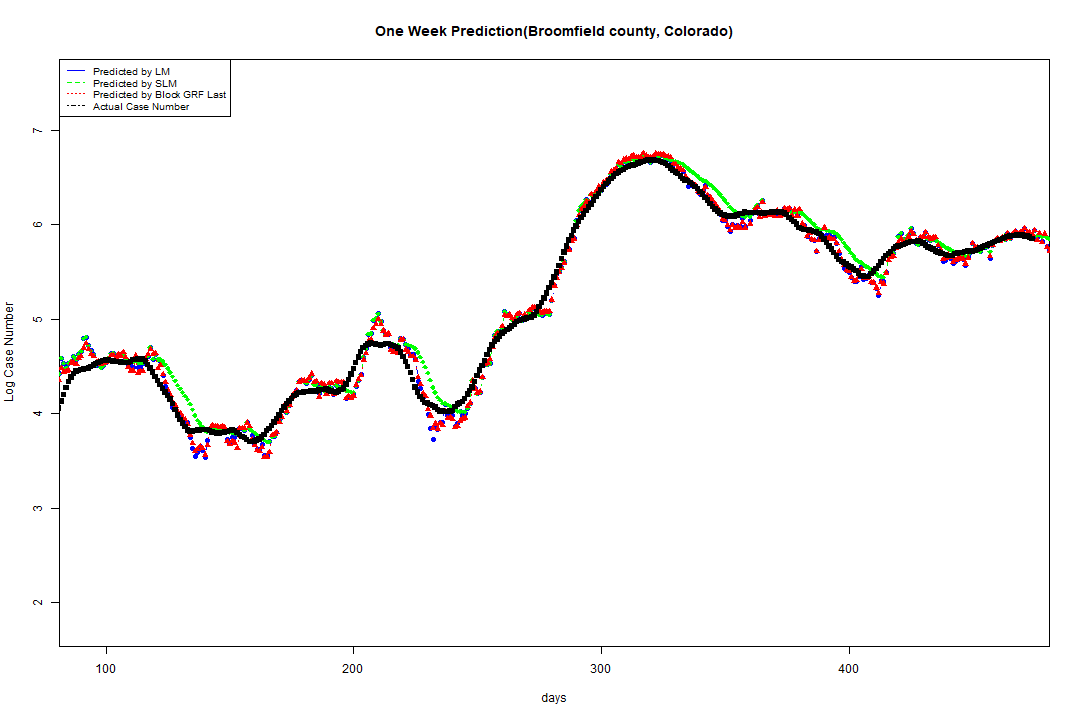 One Week Prediction(Broomfield county, Colorado)
Predicted by LM
Predicted by SLM
Predicted by Block GRF Last
Actual Case Number
7
6
5
4
3
2
Log Case Number
100 200 300 400
days